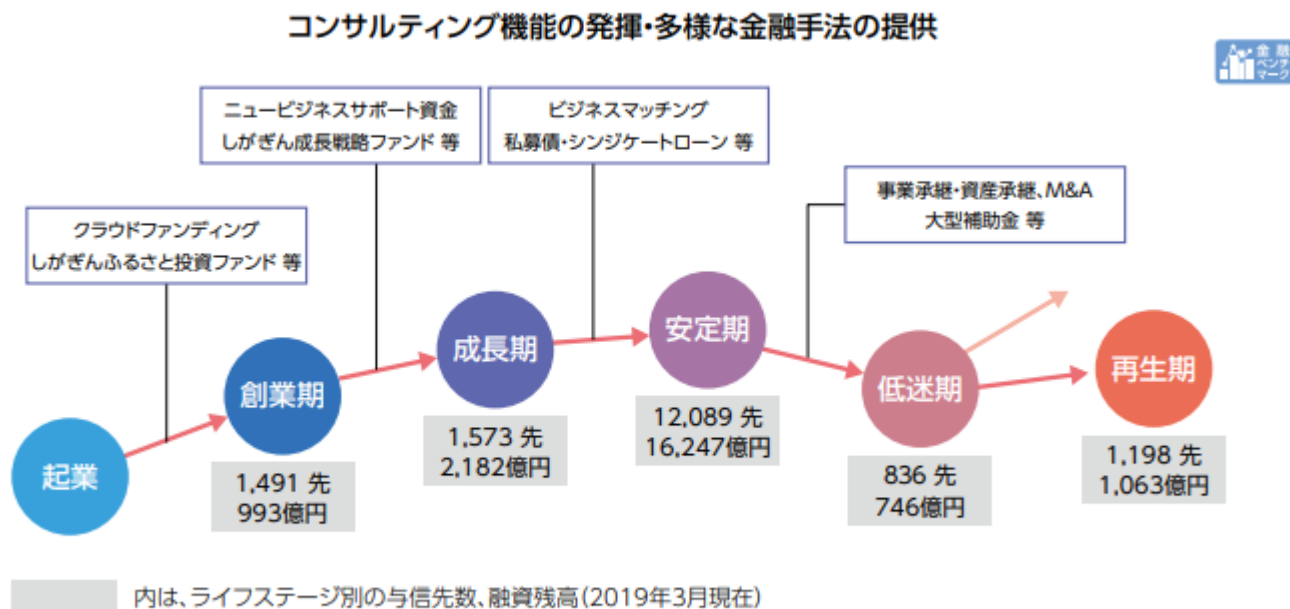 コンサルティング機能の発揮・多様な金融手法の提供
金融
ベンチ
マーク
ニュービジネスサポート資金
しがぎん成長戦略ファンド 等
ビジネスマッチング
私募債・シンジケートローン 等
事業承継・資産承継、M&A
大型補助金 等
クラウドファンディング
しがぎんふるさと投資ファンド 等
起業
創業期
1,491 先
993億円
成長期
1,573 先
2,182億円
安定期
12,089 先
16,247億円
低迷期
836 先
746億円
再生期
1,198 先
1,063億円
内は、ライフステージ別の与信先数、融資残高(2019年3月現在)